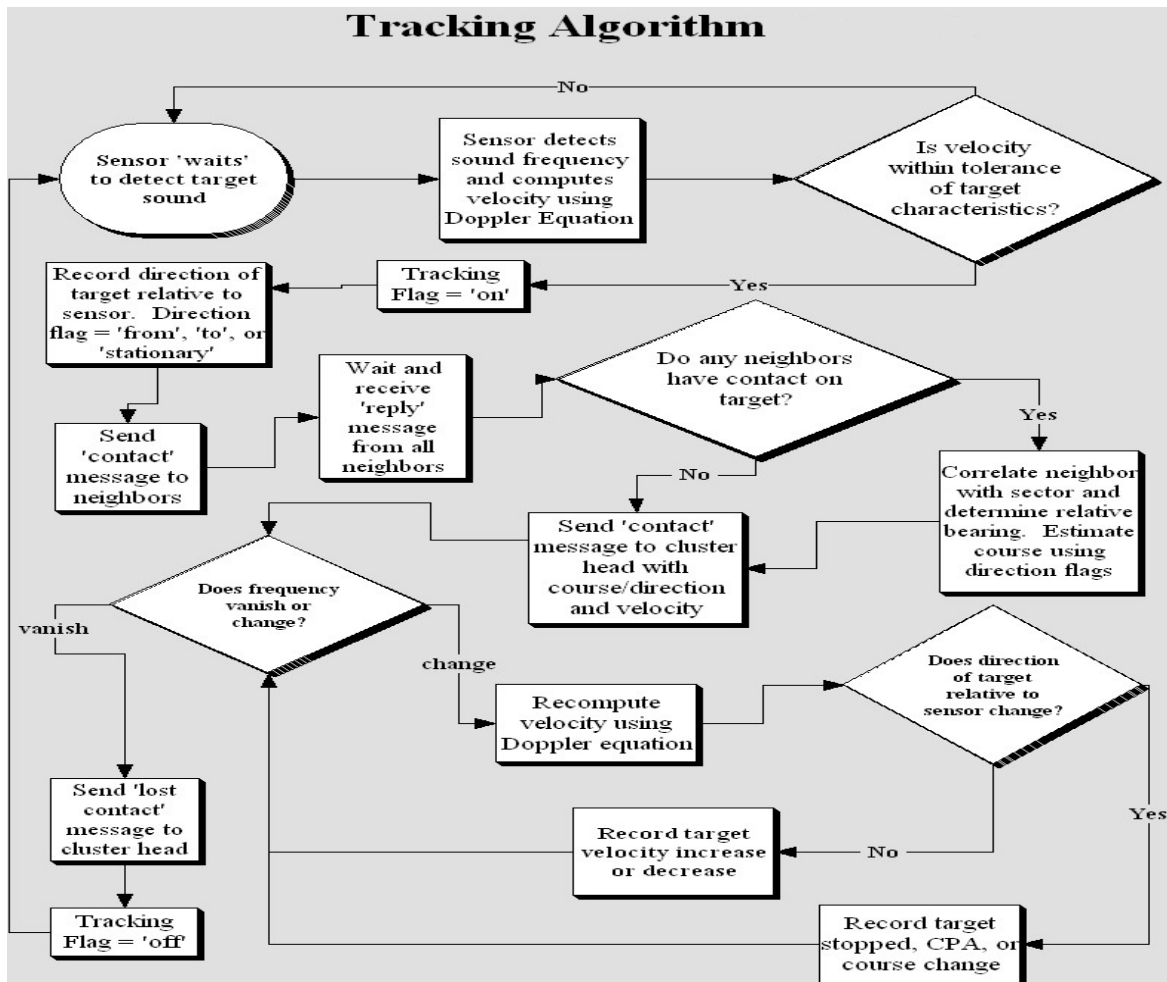 Tracking Algorithm
No
Sensor 'waits'
to detect target
sound
Sensor detects
sound frequency
and computes
velocity using
Doppler Equation
Is velocity
within tolerance
of target
characteristics?
Yes
Tracking
Flag = 'on'
Record direction of
target relative to
sensor. Direction
flag = 'from', 'to', or
'stationary'
Send
'contact'
message to
neighbors
Wait and
receive
'reply'
message
from all
neighbors
Do any neighbors
have contact on
target?
Yes
No
Correlate neighbor
with sector and
determine relative
bearing. Estimate
course using
direction flags
Send 'contact'
message to cluster
head with
course/direction
and velocity
Does frequency
vanish or
change?
vanish
change
Recompute
velocity using
Doppler equation
Does direction
of target
relative to
sensor change?
Yes
No
Record target
velocity increase
or decrease
Send 'lost
contact'
message to
cluster head
Tracking
Flag = 'off'
Record target
stopped, CPA, or
course change